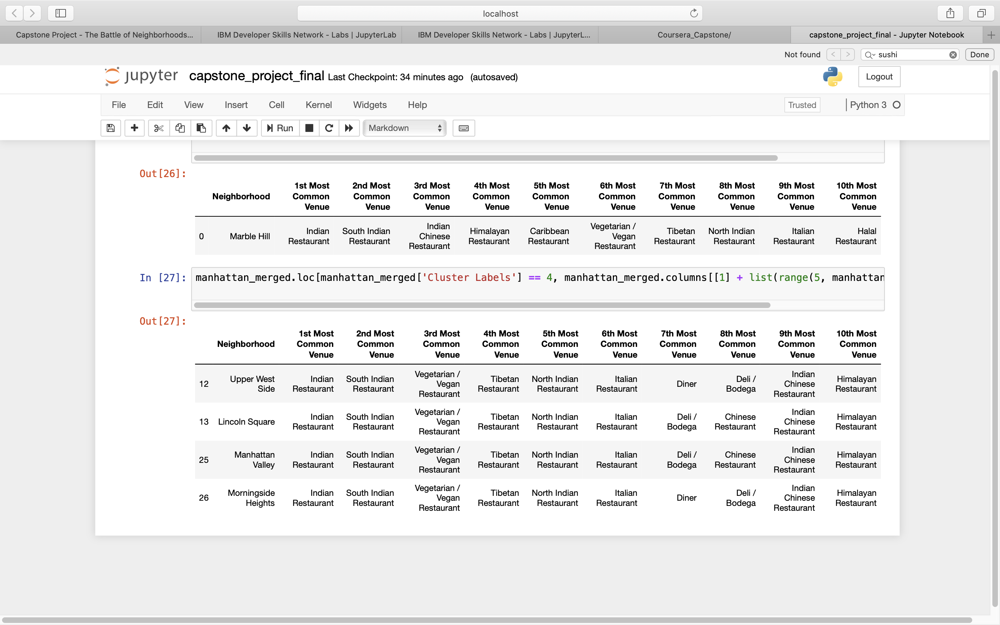 localhost
Capstone Project - The Battle of Neighborhoods...
IBM Developer Skills Network - Labs | JupyterLab
IBM Developer Skills Network - Labs | JupyterL...
Coursera_Capstone/
capstone_project_final - Jupyter Notebook
Not found
sushi
Done
jupyter capstone_project_final Last Checkpoint: 34 minutes ago (autosaved)
Logout
File Edit View Insert Cell Kernel Widgets Help
Trusted
Python 3
Run
Markdown
Out[26]:
1st Most 2nd Most 3rd Most 4th Most 5th Most 6th Most 7th Most 8th Most 9th Most 10th Most
Neighborhood Common Common Common Common Common Common Common Common Common Common
Venue Venue Venue Venue Venue Venue Venue Venue Venue Venue
0 Marble Hill Indian Restaurant South Indian Restaurant Indian Chinese Restaurant Himalayan Restaurant Caribbean Restaurant Vegetarian / Vegan Restaurant Tibetan Restaurant North Indian Restaurant Italian Restaurant Halal Restaurant
In [27]: manhattan_merged.loc[manhattan_merged['Cluster Labels'] == 4, manhattan_merged.columns[[1] + list(range(5, manhattan
Out[27]:
1st Most 2nd Most 3rd Most 4th Most 5th Most 6th Most 7th Most 8th Most 9th Most 10th Most
Neighborhood Common Common Common Common Common Common Common Common Common Common
Venue Venue Venue Venue Venue Venue Venue Venue Venue Venue
12 Upper West Side Indian Restaurant South Indian Restaurant Vegetarian / Vegan Restaurant Tibetan Restaurant North Indian Restaurant Italian Restaurant Diner Deli / Bodega Indian Chinese Restaurant Himalayan Restaurant
13 Lincoln Square Indian Restaurant South Indian Restaurant Vegetarian / Vegan Restaurant Tibetan Restaurant North Indian Restaurant Italian Restaurant Deli / Bodega Chinese Restaurant Indian Chinese Restaurant Himalayan Restaurant
25 Manhattan Valley Indian Restaurant South Indian Restaurant Vegetarian / Vegan Restaurant Tibetan Restaurant North Indian Restaurant Italian Restaurant Deli / Bodega Chinese Restaurant Indian Chinese Restaurant Himalayan Restaurant
26 Morningside Heights Indian Restaurant South Indian Restaurant Vegetarian / Vegan Restaurant Tibetan Restaurant North Indian Restaurant Italian Restaurant Diner Deli / Bodega Indian Chinese Restaurant Himalayan Restaurant